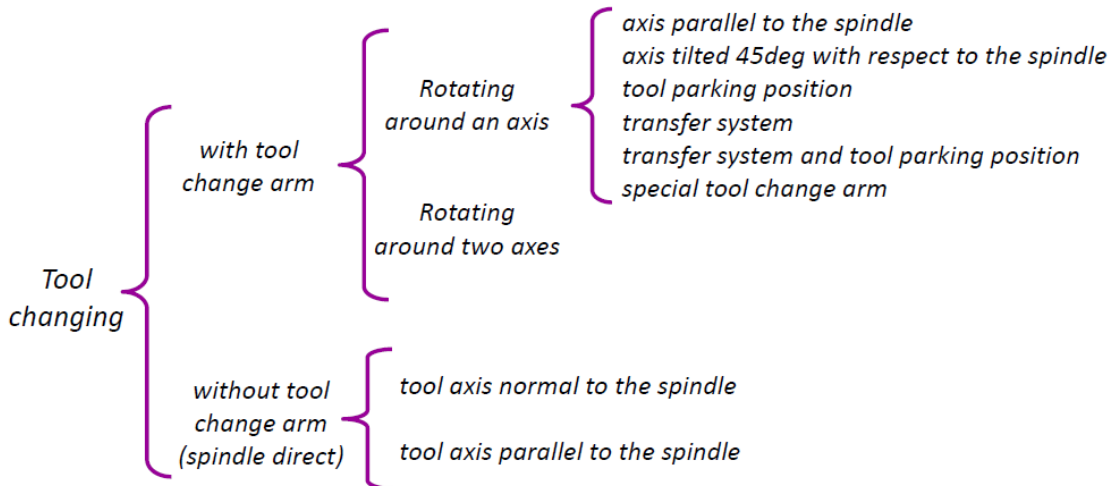 Tool
changing
with tool
change arm
Rotating
around an axis
axis parallel to the spindle
axis tilted 45deg with respect to the spindle
tool parking position
transfer system
transfer system and tool parking position
special tool change arm
Rotating
around two axes
without tool
change arm
(spindle direct)
tool axis normal to the spindle
tool axis parallel to the spindle